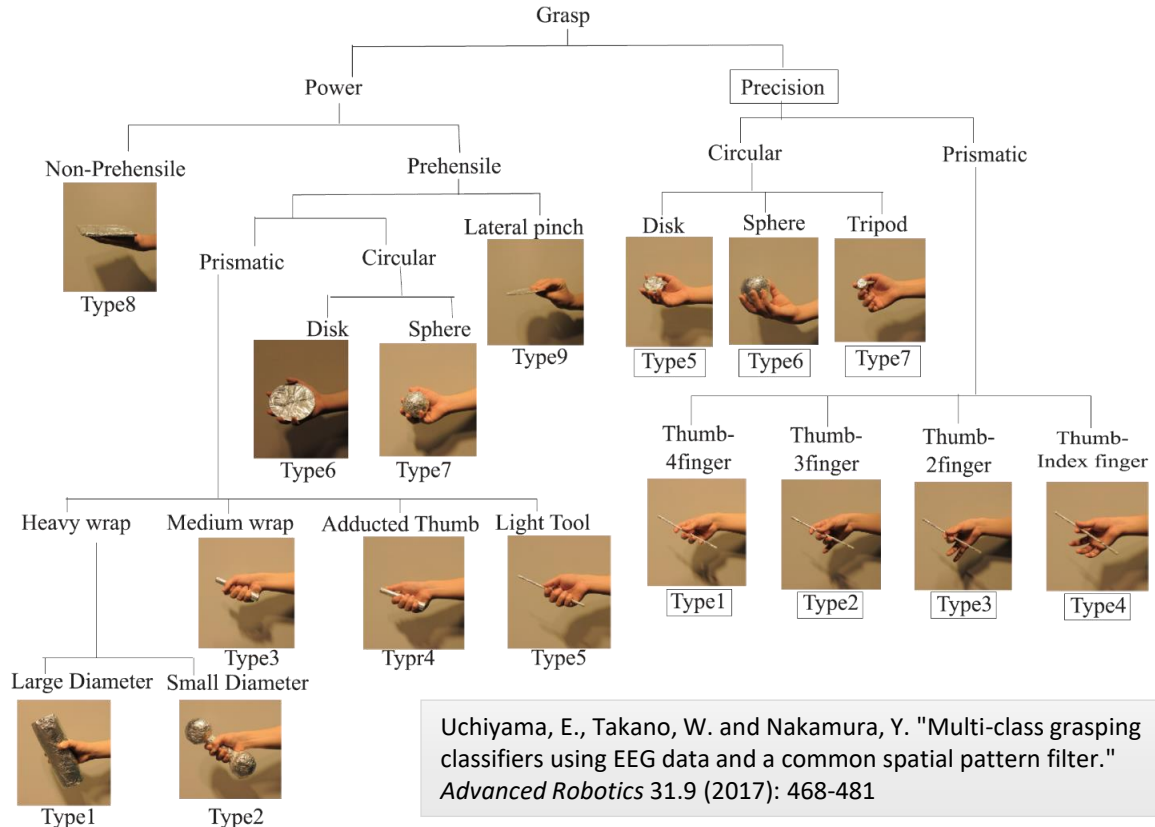 Grasp
Power
Precision
Non-Prehensile
Prehensile
Circular
Prismatic
Type8
Prismatic
Circular
Lateral pinch
Type9
Disk
Sphere
Tripod
Type5
Type6
Type7
Disk
Sphere
Type6
Type7
Thumb-
4finger
Thumb-
3finger
Thumb-
2finger
Thumb-
Index finger
Type1
Type2
Type3
Type4
Heavy wrap
Medium wrap
Adducted Thumb
Light Tool
Type3
Typr4
Type5
Large Diameter
Small Diameter
Type1
Type2
Uchiyama, E., Takano, W. and Nakamura, Y. "Multi-class grasping
classifiers using EEG data and a common spatial pattern filter."
Advanced Robotics 31.9 (2017): 468-481